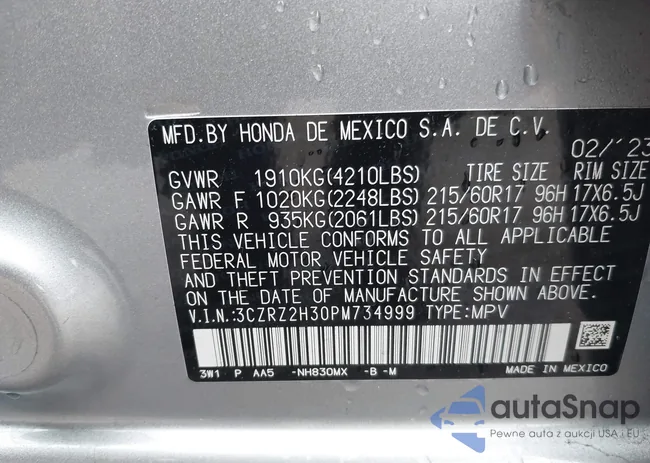 MFD.BY HONDA DE MEXICO S.A. DE C.V.
02/'23
GVWR 1910KG(4210LBS) TIRE SIZE RIM SIZE
GAWR F 1020KG(2248LBS) 215/60R17 96H 17X6.5J
GAWR R 935KG(2061LBS) 215/60R17 96H 17X6.5J
THIS VEHICLE CONFORMS TO ALL APPLICABLE
FEDERAL MOTOR VEHICLE SAFETY
AND THEFT PREVENTION STANDARDS IN EFFECT
ON THE DATE OF MANUFACTURE SHOWN ABOVE.
V.I.N.:3CZRZ2H30PM734999 TYPE:MPV
3W1 P AA5 -NH830MX -B -M MADE IN MEXICO
autoSnap
Pewne auta z aukcji USA i EU